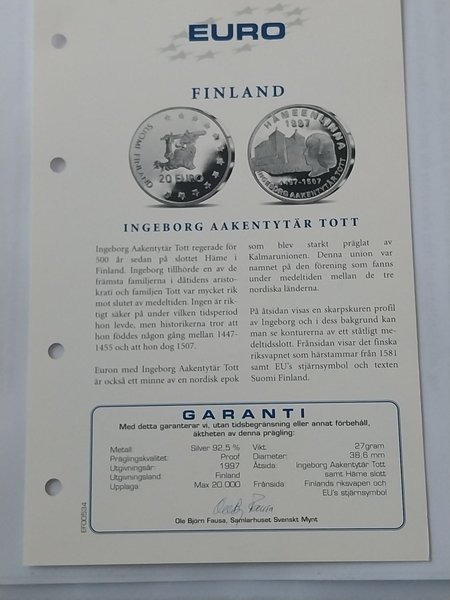 EURO
FINLAND
SUOMI FINLAND
20 EURO
HÄMEENLINNA
1997
1447-1507
INGEBORG AAKENTYTÄR TOTT
INGEBORG AAKENTYTÄR TOTT
Ingeborg Aakentytär Tott regerade för
500 år sedan på slottet Häme i
Finland. Ingeborg tillhörde en av de
främsta familjerna i dåtidens aristo-
krati och familjen Tott var mycket rik
mot slutet av medeltiden. Ingen är rik-
tigt säker på under vilken tidsperiod
hon levde, men historikerna tror att
hon föddes någon gång mellan 1447-
1455 och att hon dog 1507.
Euron med Ingeborg Aakentytär Tott
är också ett minne av en nordisk epok
som blev starkt präglat av
Kalmarunionen. Denna union var
namnet på den förening som fanns
under medeltiden mellan de tre
nordiska länderna.
På åtsidan visas en skarpskuren profil
av Ingeborg och i dess bakgrund kan
man se konturerna av ett ståtligt me-
deltidsslott. Frånsidan visar det finska
riksvapnet som härstammar från 1581
samt EU's stjärnsymbol och texten
Suomi Finland.
GARANTI
Med detta garanterar vi, utan tidsbegränsning eller annat förbehåll,
äktheten av denna prägling:
Metall: Silver 92,5 % Vikt: 27gram
Präglingskvalitet: Proof Diameter: 38,6 mm
Utgivningsår: 1997 Åtsida: Ingeborg Aakentytär Tott
Utgivningsland: Finland samt Häme slott
Upplaga Max 20.000 Frånsida: Finlands riksvapen och
EU's stjärnsymbol
Ole Björn Fausa, Samlarhuset Svenskt Mynt
EF00534